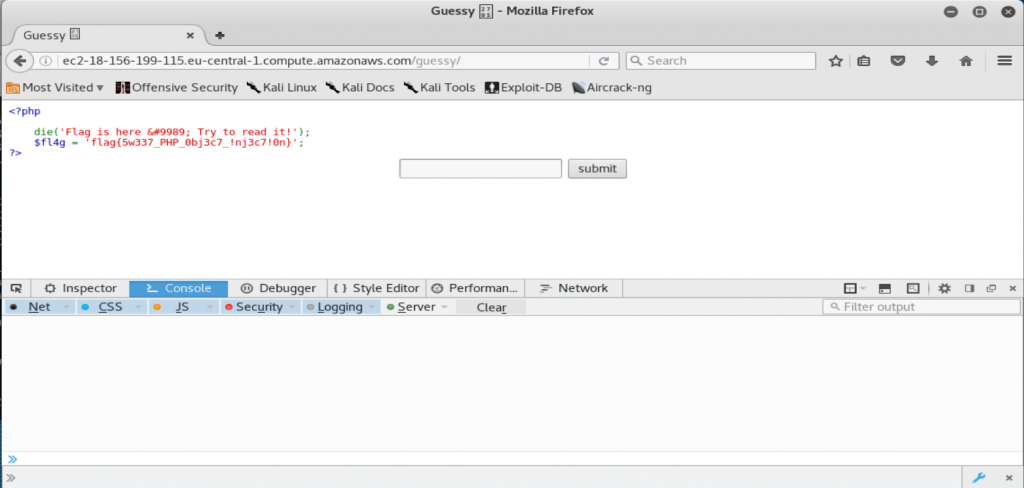 Guessy - Mozilla Firefox
Guessy
ec2-18-156-199-115.eu-central-1.compute.amazonaws.com/guessy/
Search
Most Visited Offensive Security Kali Linux Kali Docs Kali Tools Exploit-DB Aircrack-ng
<?php
die('Flag is here &#9989; Try to read it!');
$fl4g = 'flag{5w337_PHP_0bj3c7_!nj3c7!0n}';
?>
submit
Inspector Console Debugger { } Style Editor Performan... Network
Net CSS JS Security Logging Server Clear Filter output